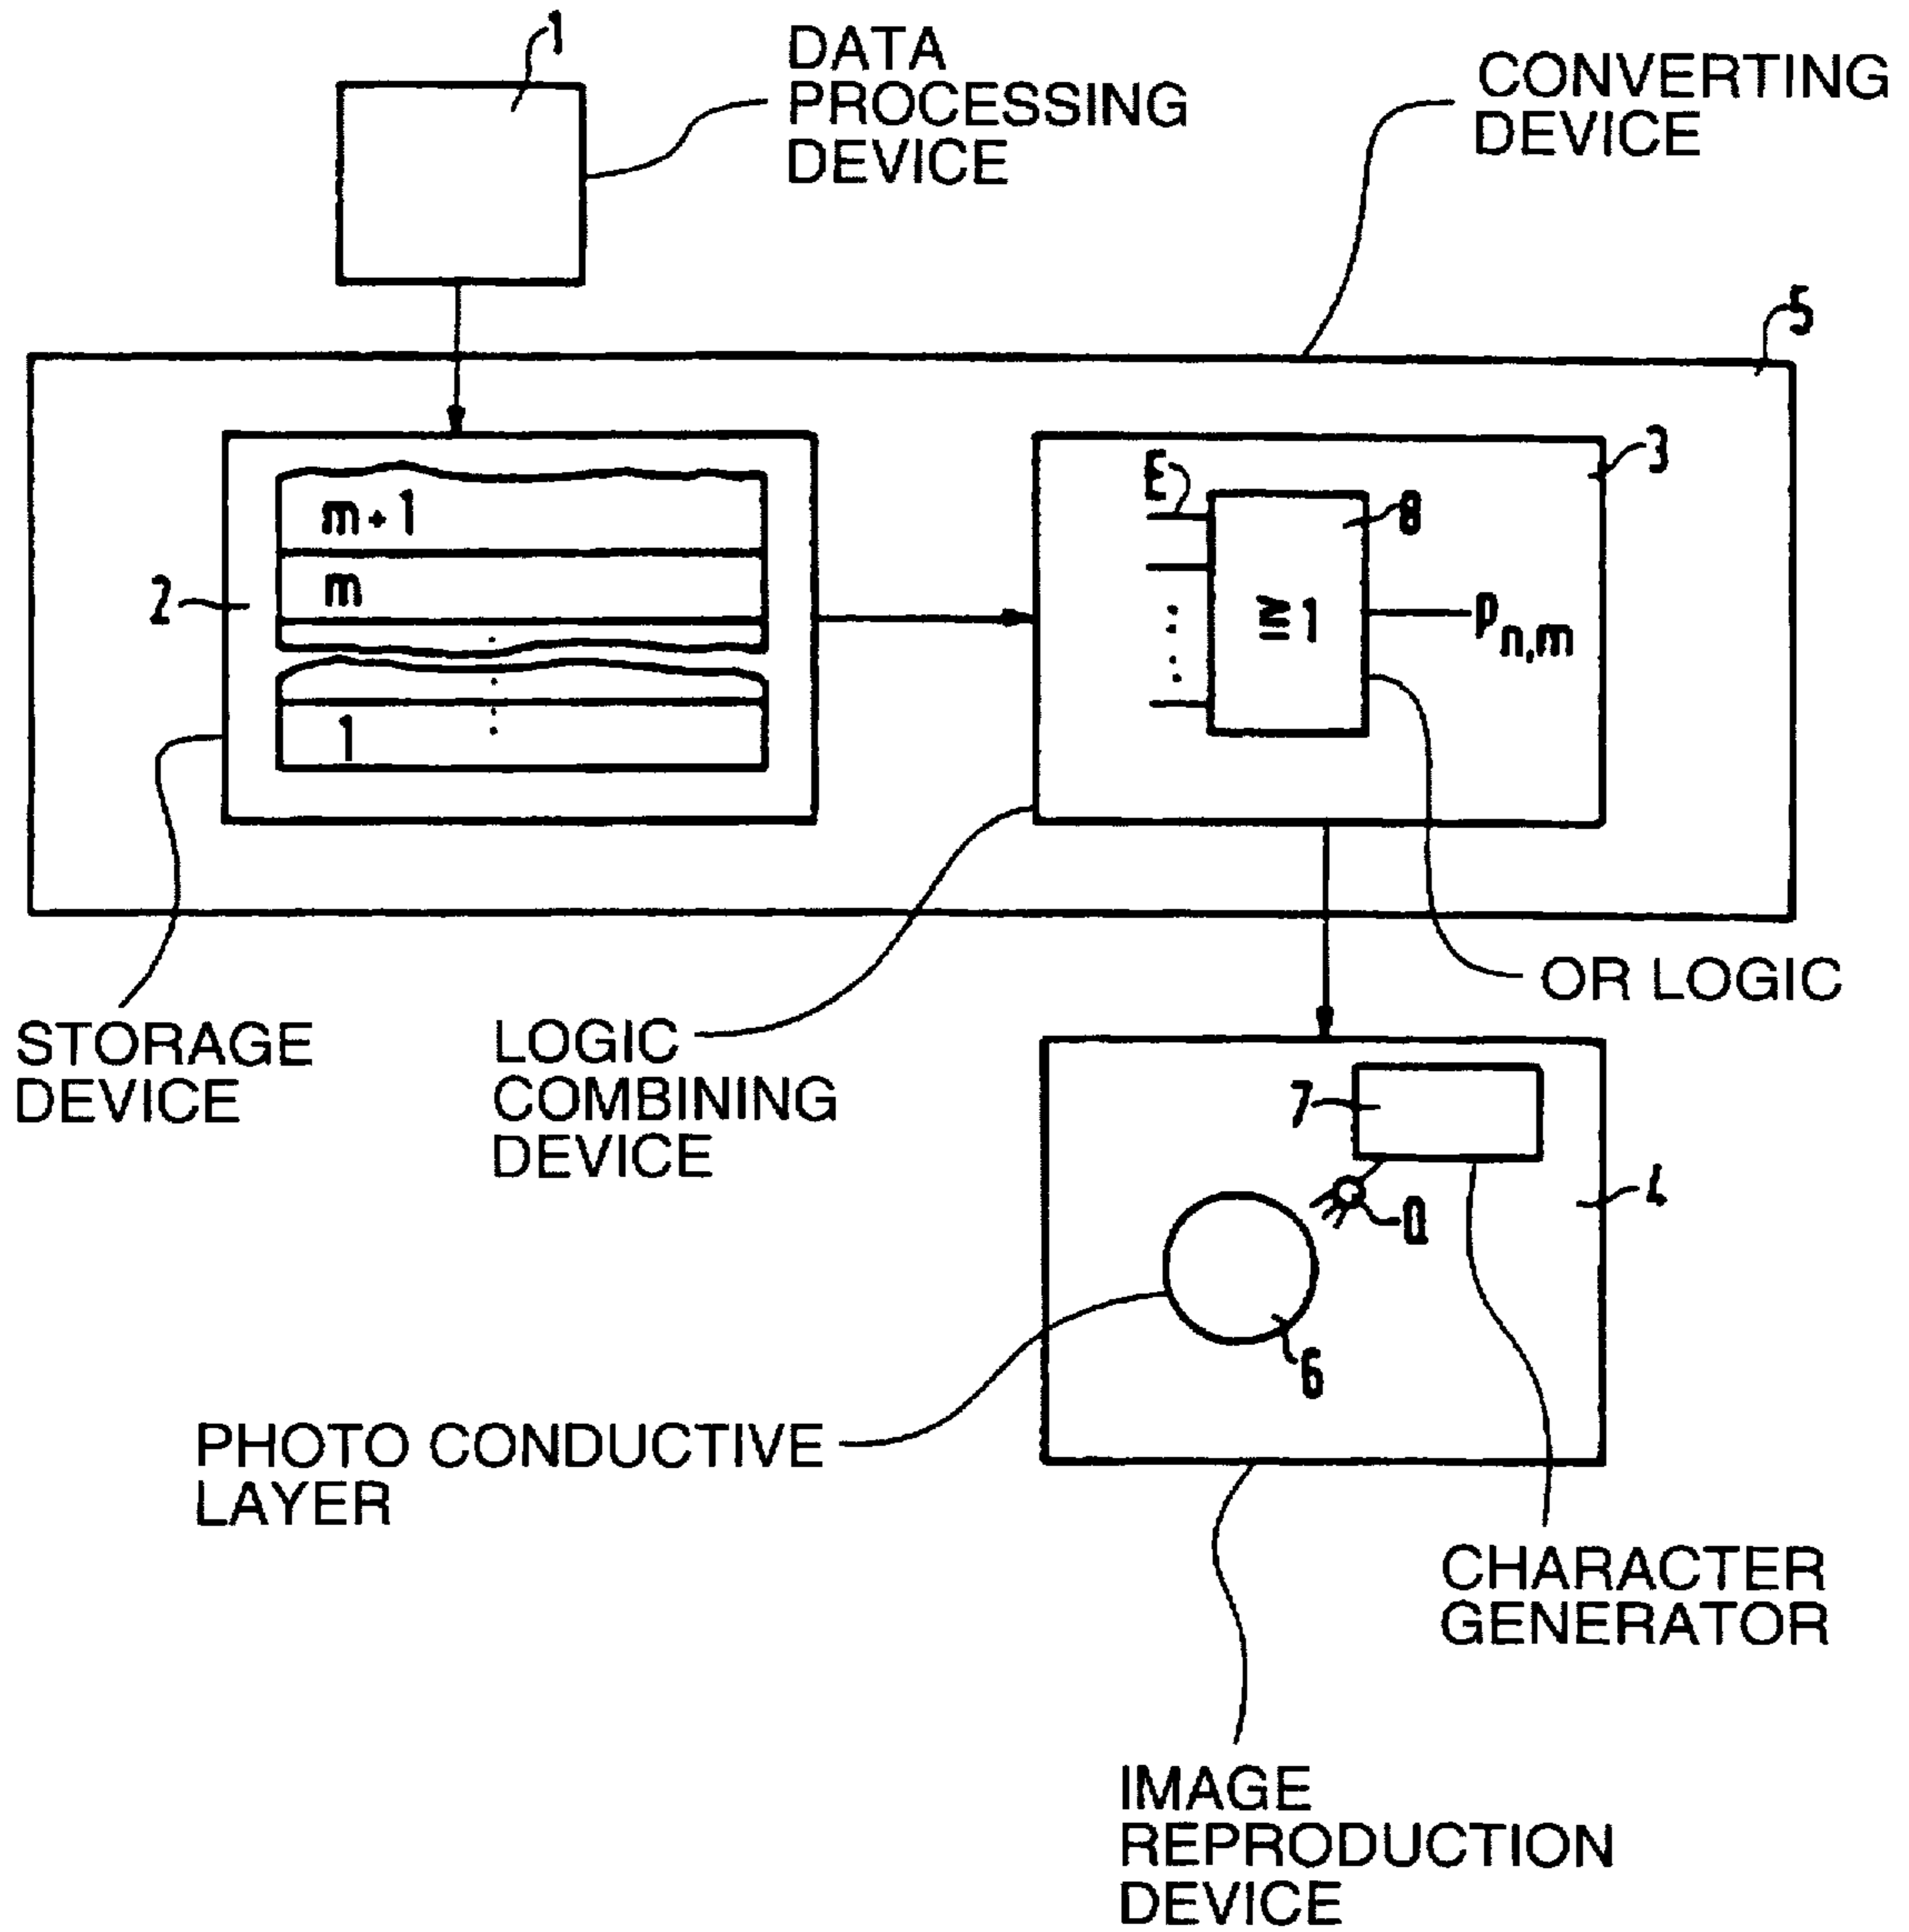 1
DATA
PROCESSING
DEVICE
CONVERTING
DEVICE
5
3
E
8
m+1
2
m
≥1
p n,m
1
OR LOGIC
STORAGE
DEVICE
LOGIC
COMBINING
DEVICE
7
4
Q
6
PHOTO CONDUCTIVE
LAYER
CHARACTER
GENERATOR
IMAGE
REPRODUCTION
DEVICE